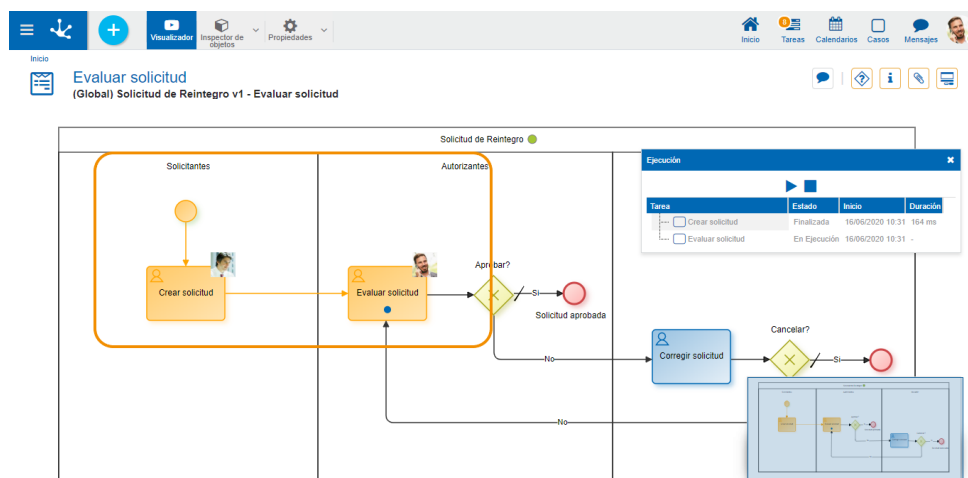 Visualizador
Inspector de
objetos
Propiedades
Inicio
8
Tareas
Calendarios
Casos
Mensajes
Inicio
Evaluar solicitud
(Global) Solicitud de Reintegro v1 - Evaluar solicitud
Solicitud de Reintegro
Solicitantes
Autorizantes
Ejecución
Tarea
Estado
Inicio
Duración
Crear solicitud
Finalizada
16/06/2020 10:31
164 ms
Evaluar solicitud
En Ejecución
16/06/2020 10:31
-
Crear solicitud
Evaluar solicitud
Aprobar?
Si
Solicitud aprobada
No
Corregir solicitud
Cancelar?
Si
No